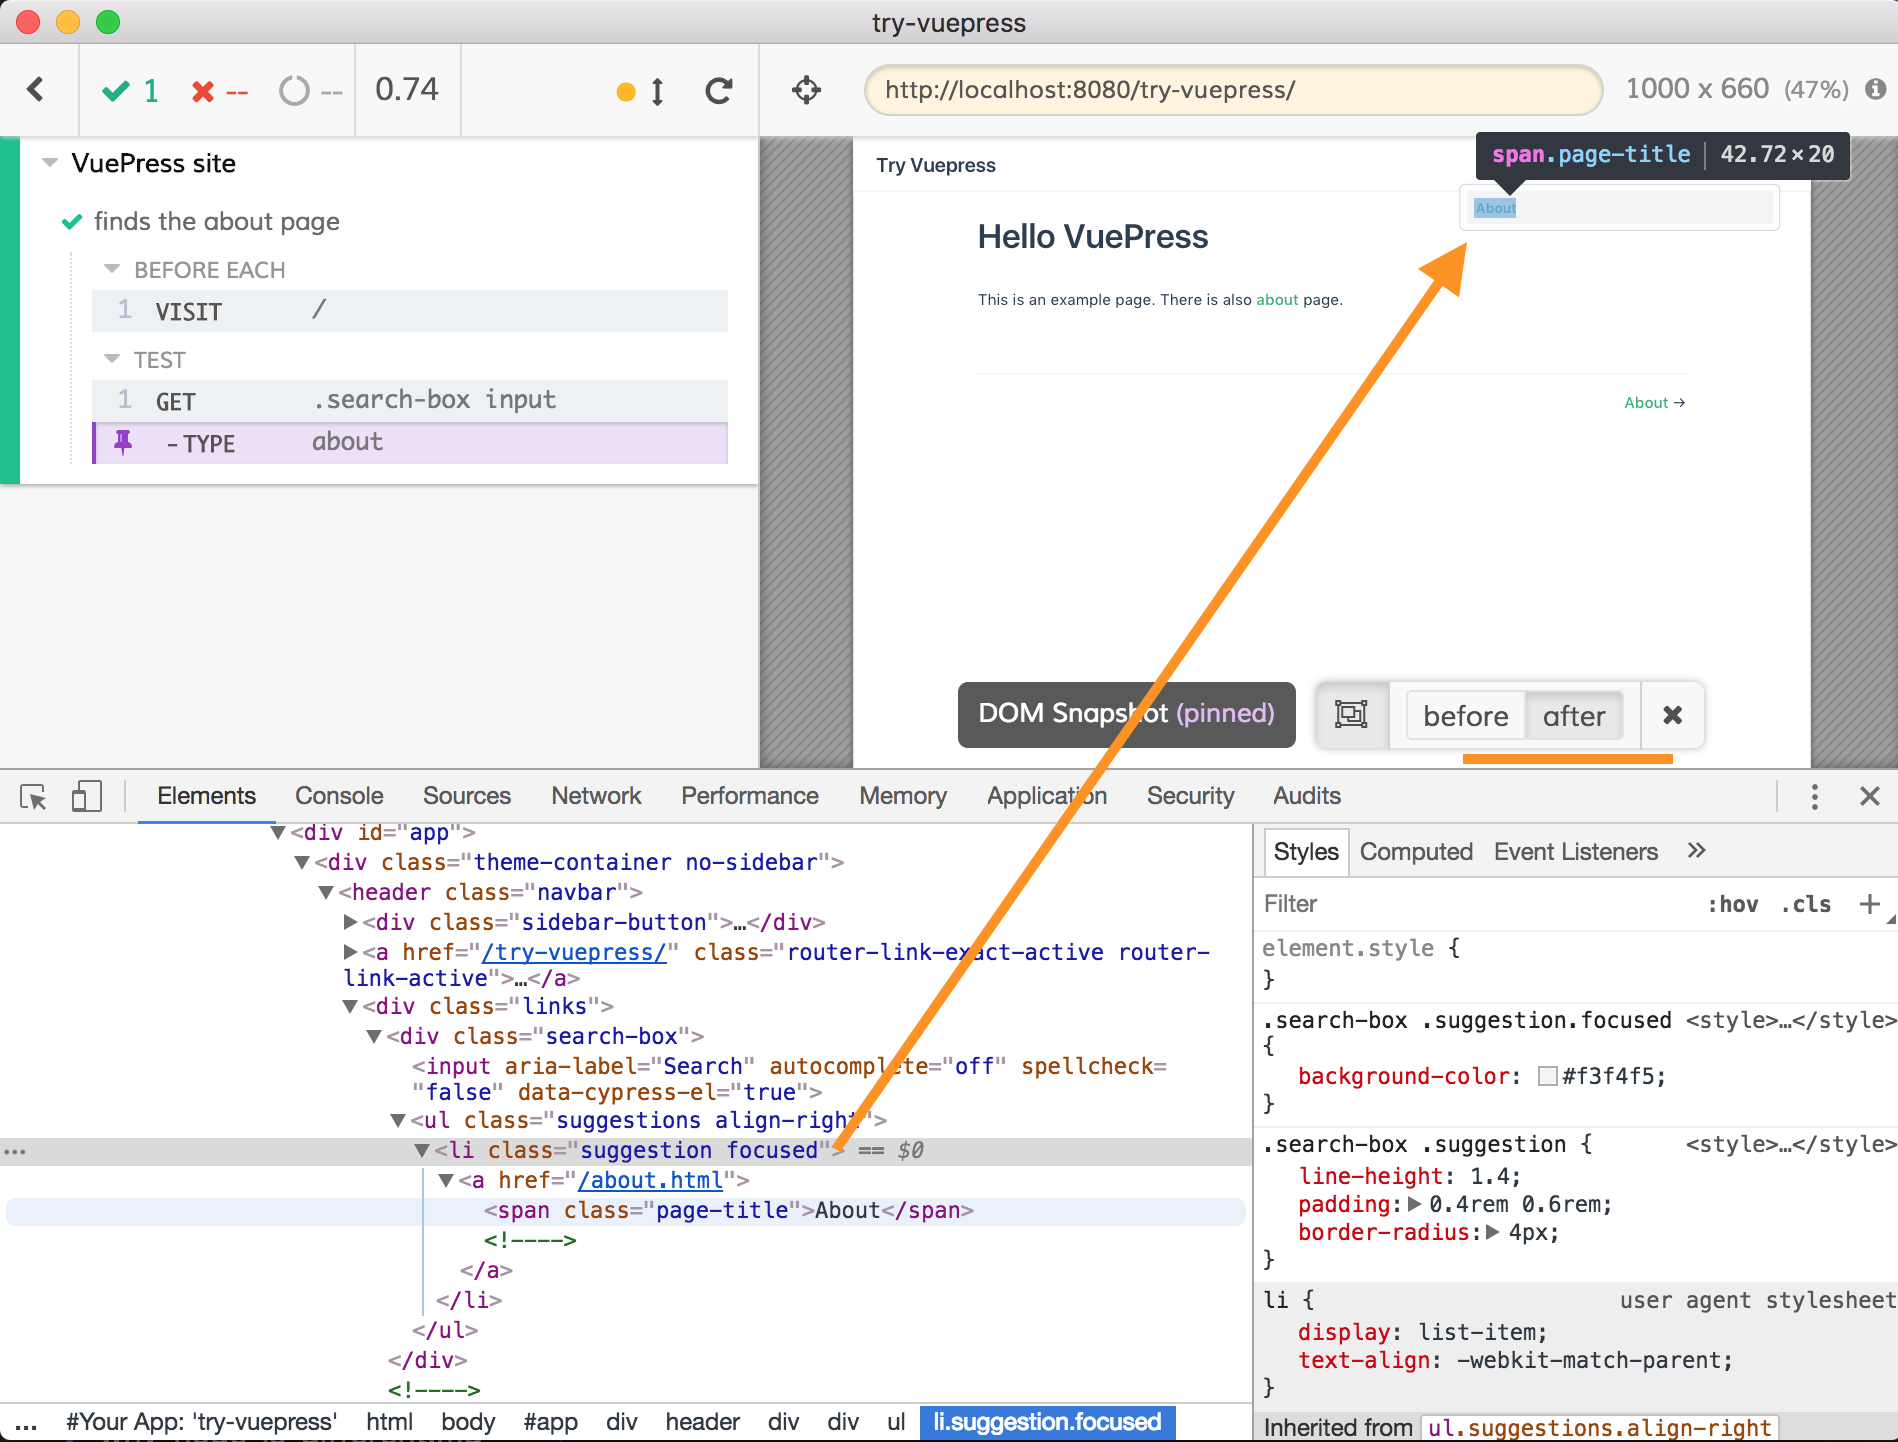 try-vuepress
1 -- -- 0.74
http://localhost:8080/try-vuepress/ 1000 x 660 (47%)
VuePress site
finds the about page
BEFORE EACH
1 VISIT /
TEST
1 GET .search-box input
-TYPE about
Try Vuepress
span.page-title 42.72×20
About
Hello VuePress
This is an example page. There is also about page.
About →
DOM Snapshot (pinned) before after
Elements Console Sources Network Performance Memory Application Security Audits
▼<div id="app">
▼<div class="theme-container no-sidebar">
▼<header class="navbar">
▶<div class="sidebar-button">…</div>
▶<a href="/try-vuepress/" class="router-link-exact-active router-
link-active">…</a>
▼<div class="links">
▼<div class="search-box">
<input aria-label="Search" autocomplete="off" spellcheck=
"false" data-cypress-el="true">
▼<ul class="suggestions align-right">
… ▼<li class="suggestion focused"> == $0
▼<a href="/about.html">
<span class="page-title">About</span>
<!---->
</a>
</li>
</ul>
</div>
<!---->
... #Your App: 'try-vuepress' html body #app div header div div ul li.suggestion.focused
Styles Computed Event Listeners »
Filter :hov .cls +
element.style {
}
.search-box .suggestion.focused <style>…</style>
{
background-color: #f3f4f5;
}
.search-box .suggestion { <style>…</style>
line-height: 1.4;
padding:▶ 0.4rem 0.6rem;
border-radius:▶ 4px;
}
li { user agent stylesheet
display: list-item;
text-align: -webkit-match-parent;
}
Inherited from ul.suggestions.align-right